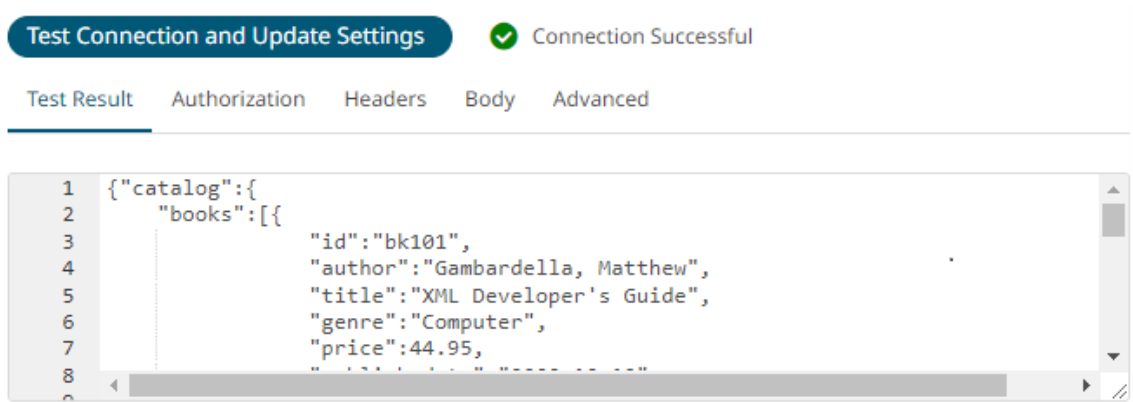 Test Connection and Update Settings Connection Successful
Test Result Authorization Headers Body Advanced
1 {"catalog":{
2 "books":[{
3 "id":"bk101",
4 "author":"Gambardella, Matthew",
5 "title":"XML Developer's Guide",
6 "genre":"Computer",
7 "price":44.95,
8